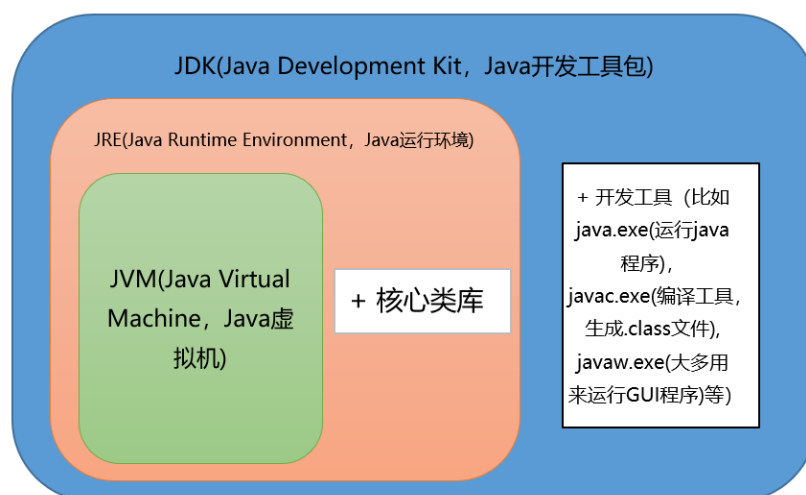 JDK(Java Development Kit，Java开发工具包)
JRE(Java Runtime Environment，Java运行环境)
JVM(Java Virtual
Machine，Java虚
拟机)
+ 核心类库
+ 开发工具（比如
java.exe(运行java
程序)，
javac.exe(编译工具，
生成.class文件),
javaw.exe(大多用
来运行GUI程序)等）